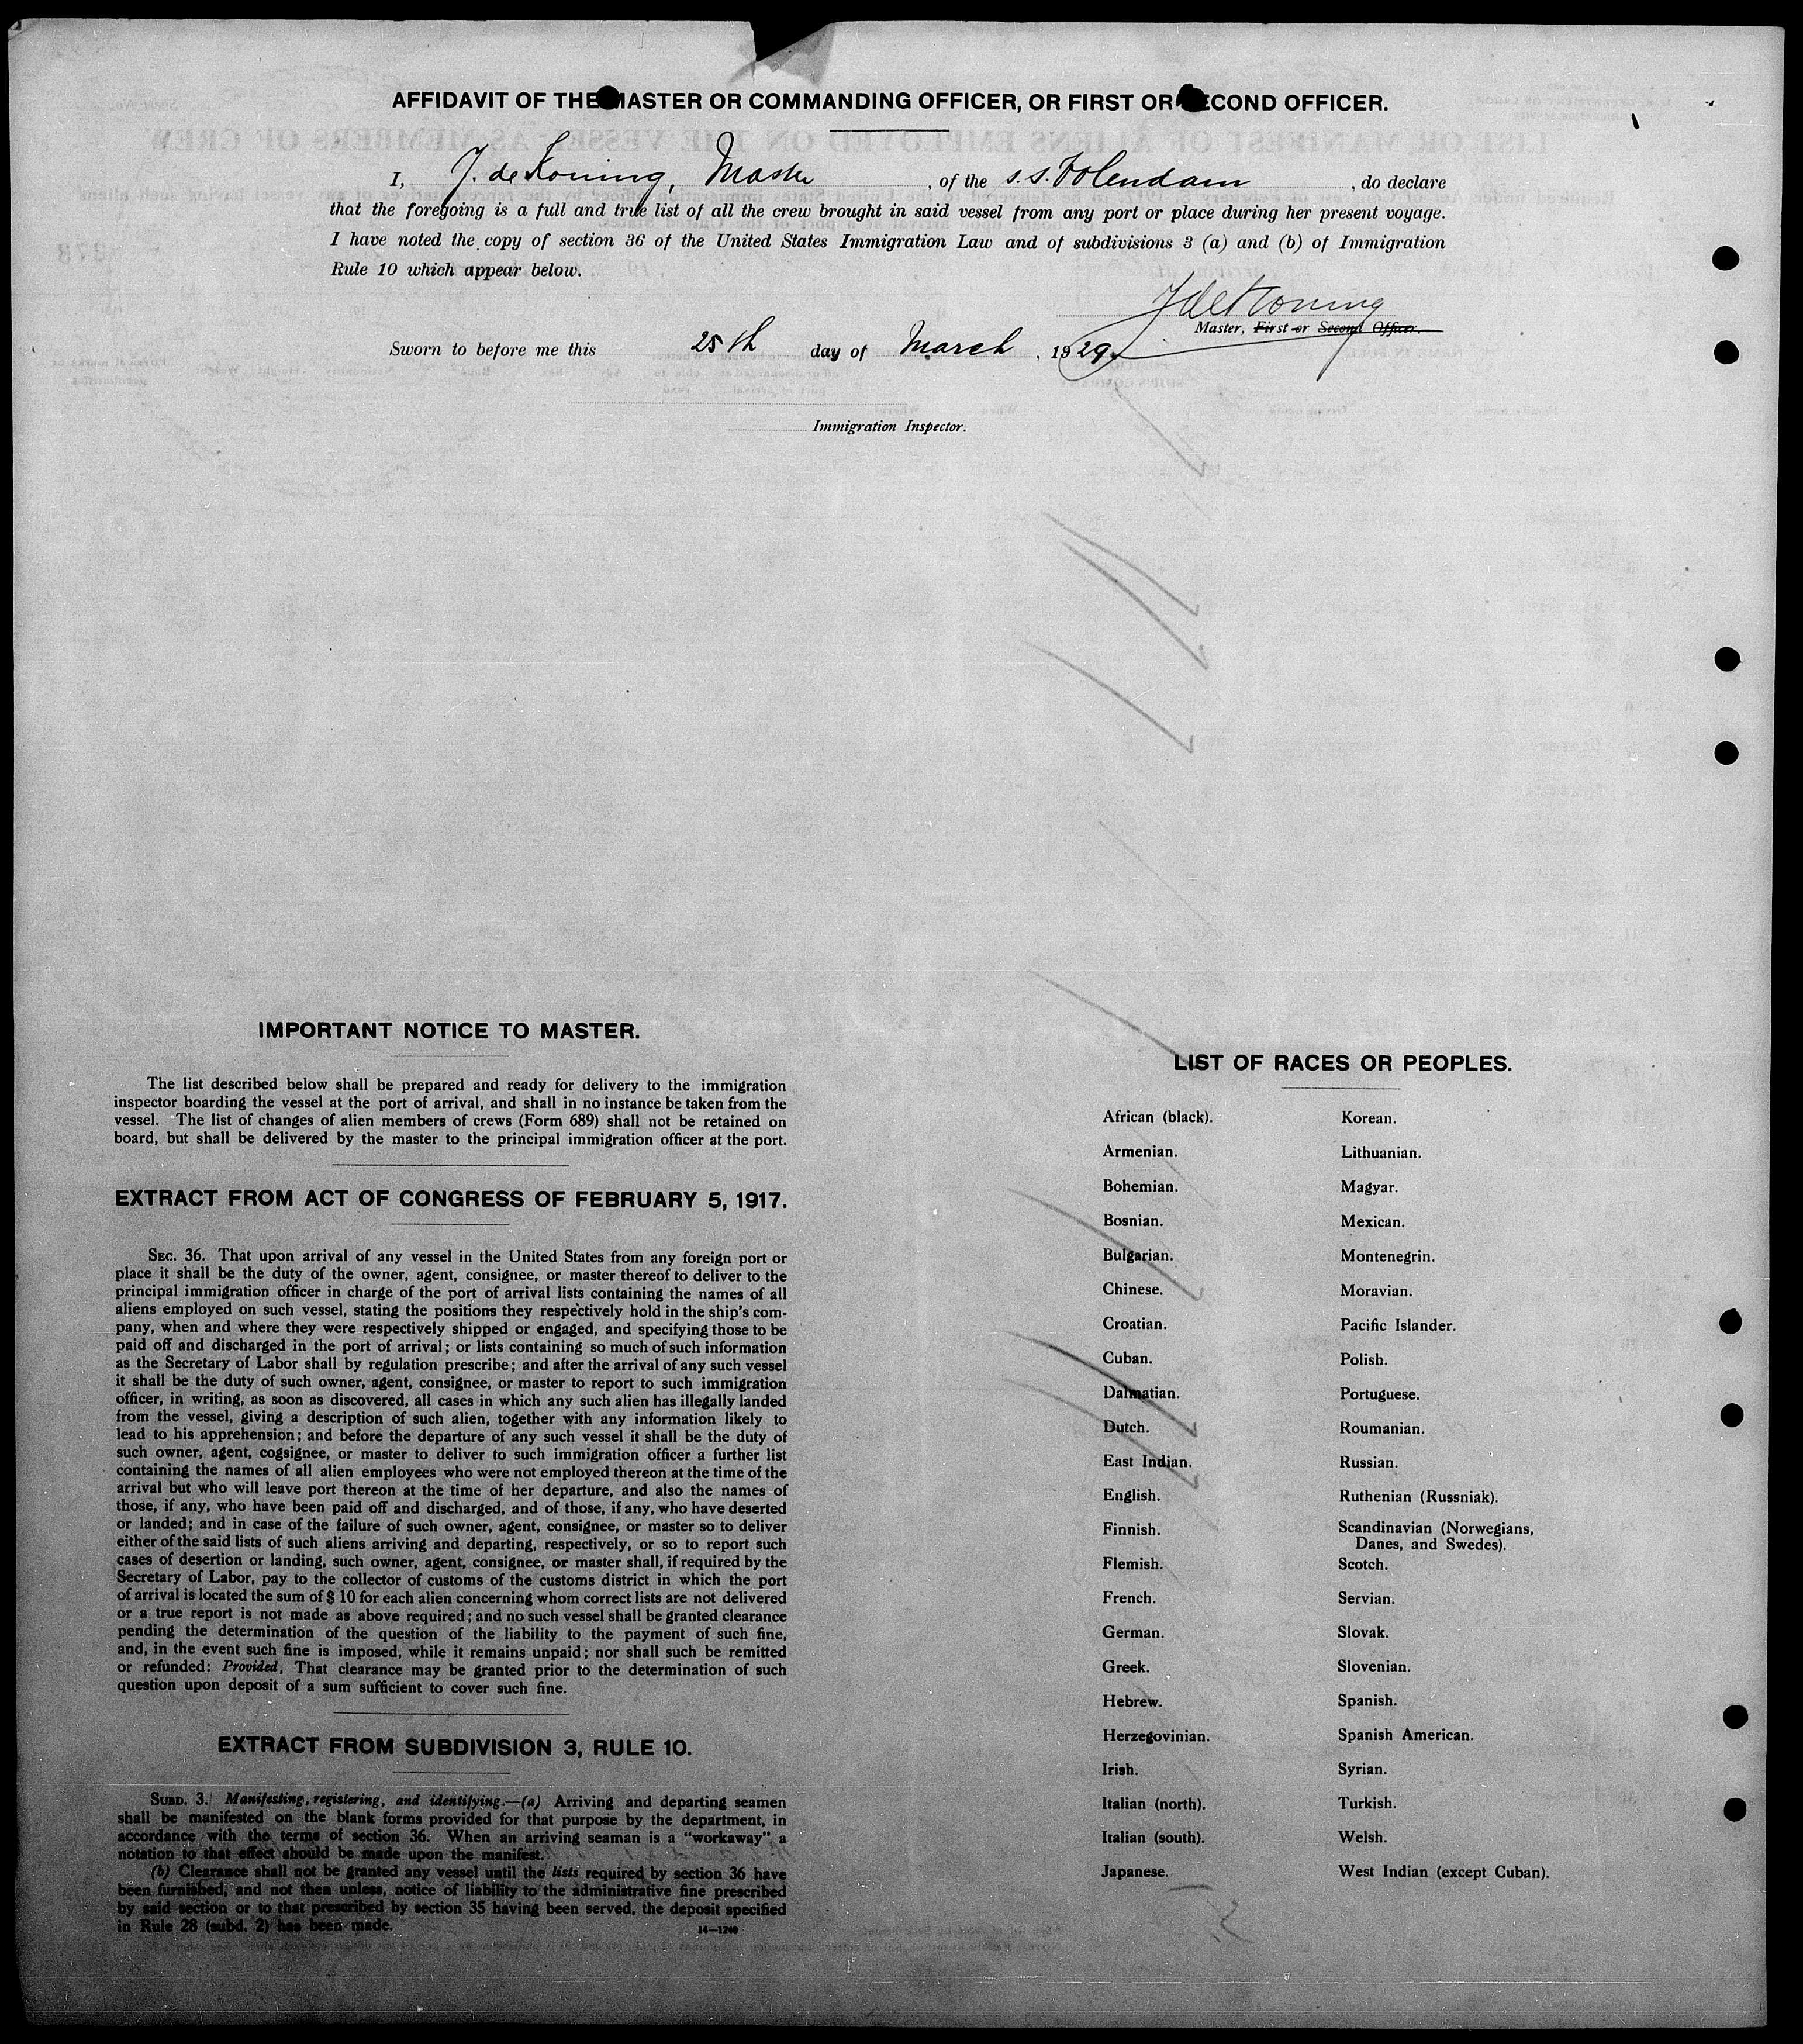 AFFIDAVIT OF THE MASTER OR COMMANDING OFFICER, OR FIRST OR SECOND OFFICER.
I, J. de Koning, Master, of the s.s. Volendam, do declare
that the foregoing is a full and true list of all the crew brought in said vessel from any port or place during her present voyage.
I have noted the copy of section 36 of the United States Immigration Law and of subdivisions 3 (a) and (b) of Immigration
Rule 10 which appear below.
J de Koning
Master, First or Second Officer.
Sworn to before me this 25th day of March, 1929.
Immigration Inspector.
IMPORTANT NOTICE TO MASTER.
The list described below shall be prepared and ready for delivery to the immigration
inspector boarding the vessel at the port of arrival, and shall in no instance be taken from the
vessel. The list of changes of alien members of crews (Form 689) shall not be retained on
board, but shall be delivered by the master to the principal immigration officer at the port.
EXTRACT FROM ACT OF CONGRESS OF FEBRUARY 5, 1917.
SEC. 36. That upon arrival of any vessel in the United States from any foreign port or
place it shall be the duty of the owner, agent, consignee, or master thereof to deliver to the
principal immigration officer in charge of the port of arrival lists containing the names of all
aliens employed on such vessel, stating the positions they respectively hold in the ship's com-
pany, when and where they were respectively shipped or engaged, and specifying those to be
paid off and discharged in the port of arrival; or lists containing so much of such information
as the Secretary of Labor shall by regulation prescribe; and after the arrival of any such vessel
it shall be the duty of such owner, agent, consignee, or master to report to such immigration
officer, in writing, as soon as discovered, all cases in which any such alien has illegally landed
from the vessel, giving a description of such alien, together with any information likely to
lead to his apprehension; and before the departure of any such vessel it shall be the duty of
such owner, agent, cogsignee, or master to deliver to such immigration officer a further list
containing the names of all alien employees who were not employed thereon at the time of the
arrival but who will leave port thereon at the time of her departure, and also the names of
those, if any, who have been paid off and discharged, and of those, if any, who have deserted
or landed; and in case of the failure of such owner, agent, consignee, or master so to deliver
either of the said lists of such aliens arriving and departing, respectively, or so to report such
cases of desertion or landing, such owner, agent, consignee, or master shall, if required by the
Secretary of Labor, pay to the collector of customs of the customs district in which the port
of arrival is located the sum of $ 10 for each alien concerning whom correct lists are not delivered
or a true report is not made as above required; and no such vessel shall be granted clearance
pending the determination of the question of the liability to the payment of such fine,
and, in the event such fine is imposed, while it remains unpaid; nor shall such be remitted
or refunded: Provided, That clearance may be granted prior to the determination of such
question upon deposit of a sum sufficient to cover such fine.
EXTRACT FROM SUBDIVISION 3, RULE 10.
SUBD. 3. Manifesting, registering, and identifying.—(a) Arriving and departing seamen
shall be manifested on the blank forms provided for that purpose by the department, in
accordance with the terms of section 36. When an arriving seaman is a "workaway", a
notation to that effect should be made upon the manifest.
(b) Clearance shall not be granted any vessel until the lists required by section 36 have
been furnished, and not then unless, notice of liability to the administrative fine prescribed
by said section or to that prescribed by section 35 having been served, the deposit specified
in Rule 28 (subd. 2) has been made.
14—1240
LIST OF RACES OR PEOPLES.
African (black).
Armenian.
Bohemian.
Bosnian.
Bulgarian.
Chinese.
Croatian.
Cuban.
Dalmatian.
Dutch.
East Indian.
English.
Finnish.
Flemish.
French.
German.
Greek.
Hebrew.
Herzegovinian.
Irish.
Italian (north).
Italian (south).
Japanese.
Korean.
Lithuanian.
Magyar.
Mexican.
Montenegrin.
Moravian.
Pacific Islander.
Polish.
Portuguese.
Roumanian.
Russian.
Ruthenian (Russniak).
Scandinavian (Norwegians,
Danes, and Swedes).
Scotch.
Servian.
Slovak.
Slovenian.
Spanish.
Spanish American.
Syrian.
Turkish.
Welsh.
West Indian (except Cuban).